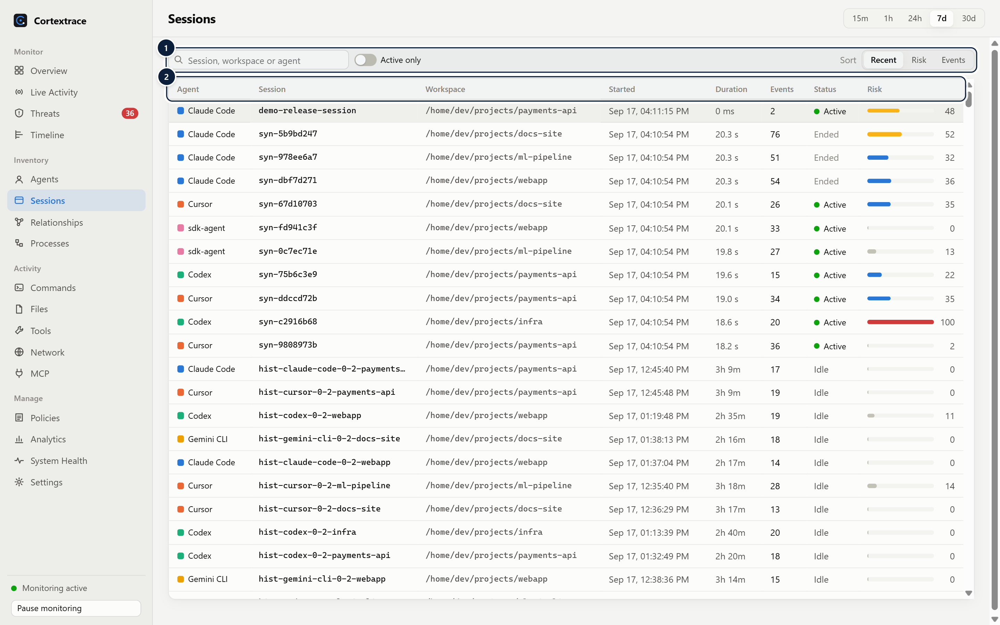 Cortextrace
Monitor
Overview
Live Activity
Threats 36
Timeline
Inventory
Agents
Sessions
Relationships
Processes
Activity
Commands
Files
Tools
Network
MCP
Manage
Policies
Analytics
System Health
Settings
Monitoring active
Pause monitoring
Sessions
15m 1h 24h 7d 30d
1
Session, workspace or agent Active only Sort Recent Risk Events
2
Agent Session Workspace Started Duration Events Status Risk
Claude Code demo-release-session /home/dev/projects/payments-api Sep 17, 04:11:15 PM 0 ms 2 Active 48
Claude Code syn-5b9bd247 /home/dev/projects/docs-site Sep 17, 04:10:54 PM 20.3 s 76 Ended 52
Claude Code syn-978ee6a7 /home/dev/projects/ml-pipeline Sep 17, 04:10:54 PM 20.3 s 51 Ended 32
Claude Code syn-dbf7d271 /home/dev/projects/webapp Sep 17, 04:10:54 PM 20.3 s 54 Ended 36
Cursor syn-67d10703 /home/dev/projects/docs-site Sep 17, 04:10:54 PM 20.1 s 26 Active 35
sdk-agent syn-fd941c3f /home/dev/projects/webapp Sep 17, 04:10:54 PM 20.1 s 33 Active 0
sdk-agent syn-0c7ec71e /home/dev/projects/ml-pipeline Sep 17, 04:10:54 PM 19.8 s 27 Active 13
Codex syn-75b6c3e9 /home/dev/projects/payments-api Sep 17, 04:10:54 PM 19.6 s 15 Active 22
Cursor syn-ddccd72b /home/dev/projects/payments-api Sep 17, 04:10:54 PM 19.0 s 34 Active 35
Codex syn-c2916b68 /home/dev/projects/infra Sep 17, 04:10:54 PM 18.6 s 20 Active 100
Cursor syn-9808973b /home/dev/projects/payments-api Sep 17, 04:10:54 PM 18.2 s 36 Active 2
Claude Code hist-claude-code-0-2-payments… /home/dev/projects/payments-api Sep 17, 12:45:40 PM 3h 9m 17 Idle 0
Cursor hist-cursor-0-2-payments-api /home/dev/projects/payments-api Sep 17, 12:45:48 PM 3h 9m 19 Idle 0
Codex hist-codex-0-2-webapp /home/dev/projects/webapp Sep 17, 01:19:48 PM 2h 35m 19 Idle 11
Gemini CLI hist-gemini-cli-0-2-docs-site /home/dev/projects/docs-site Sep 17, 01:38:13 PM 2h 16m 18 Idle 0
Claude Code hist-claude-code-0-2-webapp /home/dev/projects/webapp Sep 17, 01:37:04 PM 2h 17m 14 Idle 0
Cursor hist-cursor-0-2-ml-pipeline /home/dev/projects/ml-pipeline Sep 17, 12:35:40 PM 3h 18m 28 Idle 14
Cursor hist-cursor-0-2-docs-site /home/dev/projects/docs-site Sep 17, 12:36:29 PM 3h 17m 13 Idle 0
Codex hist-codex-0-2-infra /home/dev/projects/infra Sep 17, 01:13:39 PM 2h 40m 20 Idle 0
Codex hist-codex-0-2-payments-api /home/dev/projects/payments-api Sep 17, 01:32:49 PM 2h 20m 18 Idle 0
Gemini CLI hist-gemini-cli-0-2-webapp /home/dev/projects/webapp Sep 17, 12:38:36 PM 3h 14m 15 Idle 0